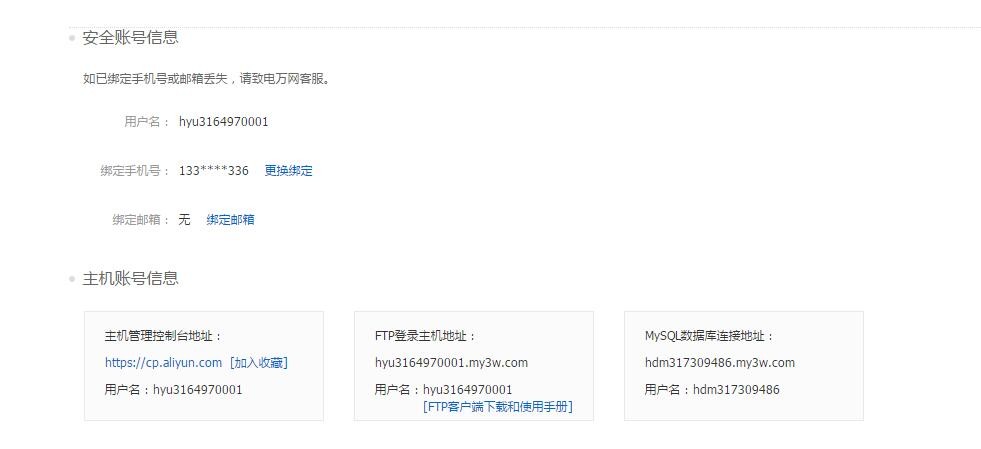 安全账号信息
如已绑定手机号或邮箱丢失，请致电万网客服。
用户名： hyu3164970001
绑定手机号： 133****336 更换绑定
绑定邮箱： 无 绑定邮箱
主机账号信息
主机管理控制台地址：
https://cp.aliyun.com [加入收藏]
用户名：hyu3164970001
FTP登录主机地址：
hyu3164970001.my3w.com
用户名：hyu3164970001
[FTP客户端下载和使用手册]
MySQL数据库连接地址：
hdm317309486.my3w.com
用户名：hdm317309486